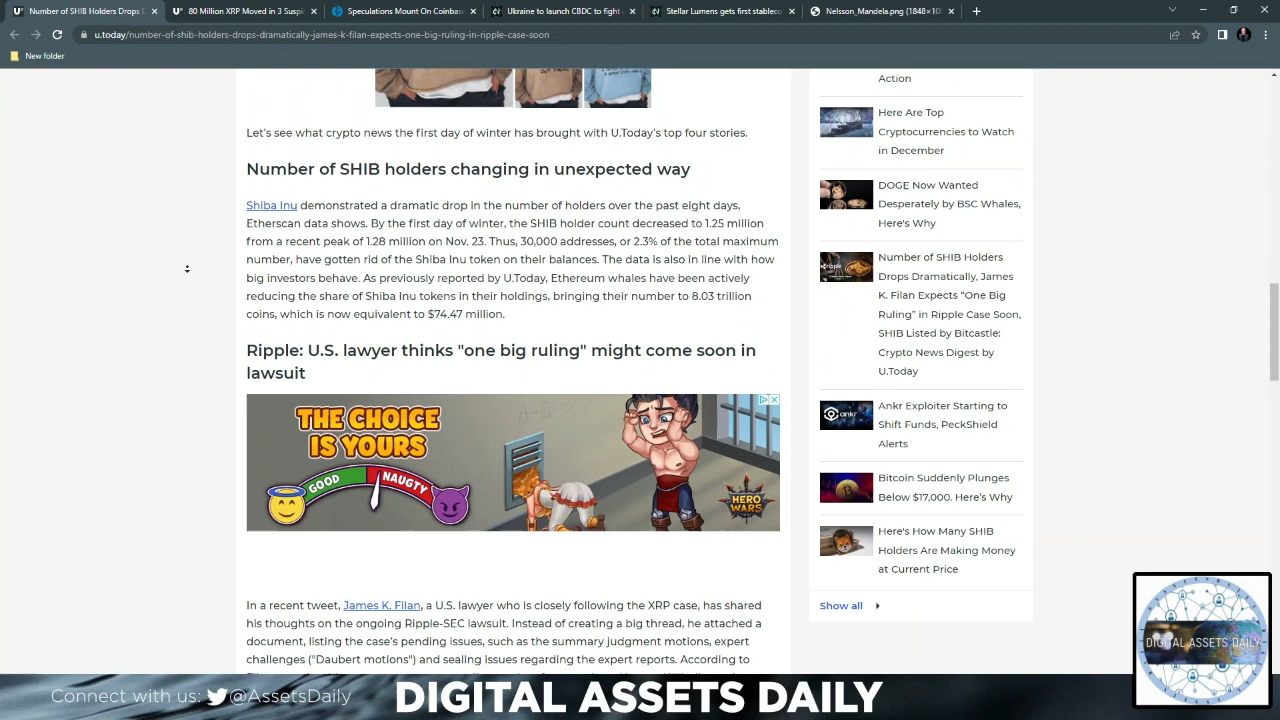 Number of SHIB Holders Drops D
80 Million XRP Moved in 3 Susp
Speculations Mount On Coinbase
Ukraine to launch CBDC to fight
Stellar Lumens gets first stableco
Nelsson_Mandela.png (1848×10
u.today/number-of-shib-holders-drops-dramatically-james-k-filan-expects-one-big-ruling-in-ripple-case-soon
New folder
Let's see what crypto news the first day of winter has brought with U.Today's top four stories.
Number of SHIB holders changing in unexpected way
Shiba Inu demonstrated a dramatic drop in the number of holders over the past eight days,
Etherscan data shows. By the first day of winter, the SHIB holder count decreased to 1.25 million
from a recent peak of 1.28 million on Nov. 23. Thus, 30,000 addresses, or 2.3% of the total maximum
number, have gotten rid of the Shiba Inu token on their balances. The data is also in line with how
big investors behave. As previously reported by U.Today, Ethereum whales have been actively
reducing the share of Shiba Inu tokens in their holdings, bringing their number to 8.03 trillion
coins, which is now equivalent to $74.47 million.
Ripple: U.S. lawyer thinks "one big ruling" might come soon in
lawsuit
THE CHOICE
IS YOURS
GOOD
NAUGTY
HERO
WARS
In a recent tweet, James K. Filan, a U.S. lawyer who is closely following the XRP case, has shared
his thoughts on the ongoing Ripple-SEC lawsuit. Instead of creating a big thread, he attached a
document, listing the case's pending issues, such as the summary judgment motions, expert
challenges ("Daubert motions") and sealing issues regarding the expert reports. According to
Action
Here Are Top
Cryptocurrencies to Watch
in December
DOGE Now Wanted
Desperately by BSC Whales,
Here's Why
Number of SHIB Holders
Drops Dramatically, James
K. Filan Expects "One Big
Ruling" in Ripple Case Soon,
SHIB Listed by Bitcastle:
Crypto News Digest by
U.Today
ankr
Ankr Exploiter Starting to
Shift Funds, PeckShield
Alerts
Bitcoin Suddenly Plunges
Below $17,000. Here's Why
Here's How Many SHIB
Holders Are Making Money
at Current Price
Show all
DIGITAL ASSETS DAILY
Connect with us: @AssetsDaily
DIGITAL ASSETS DAILY